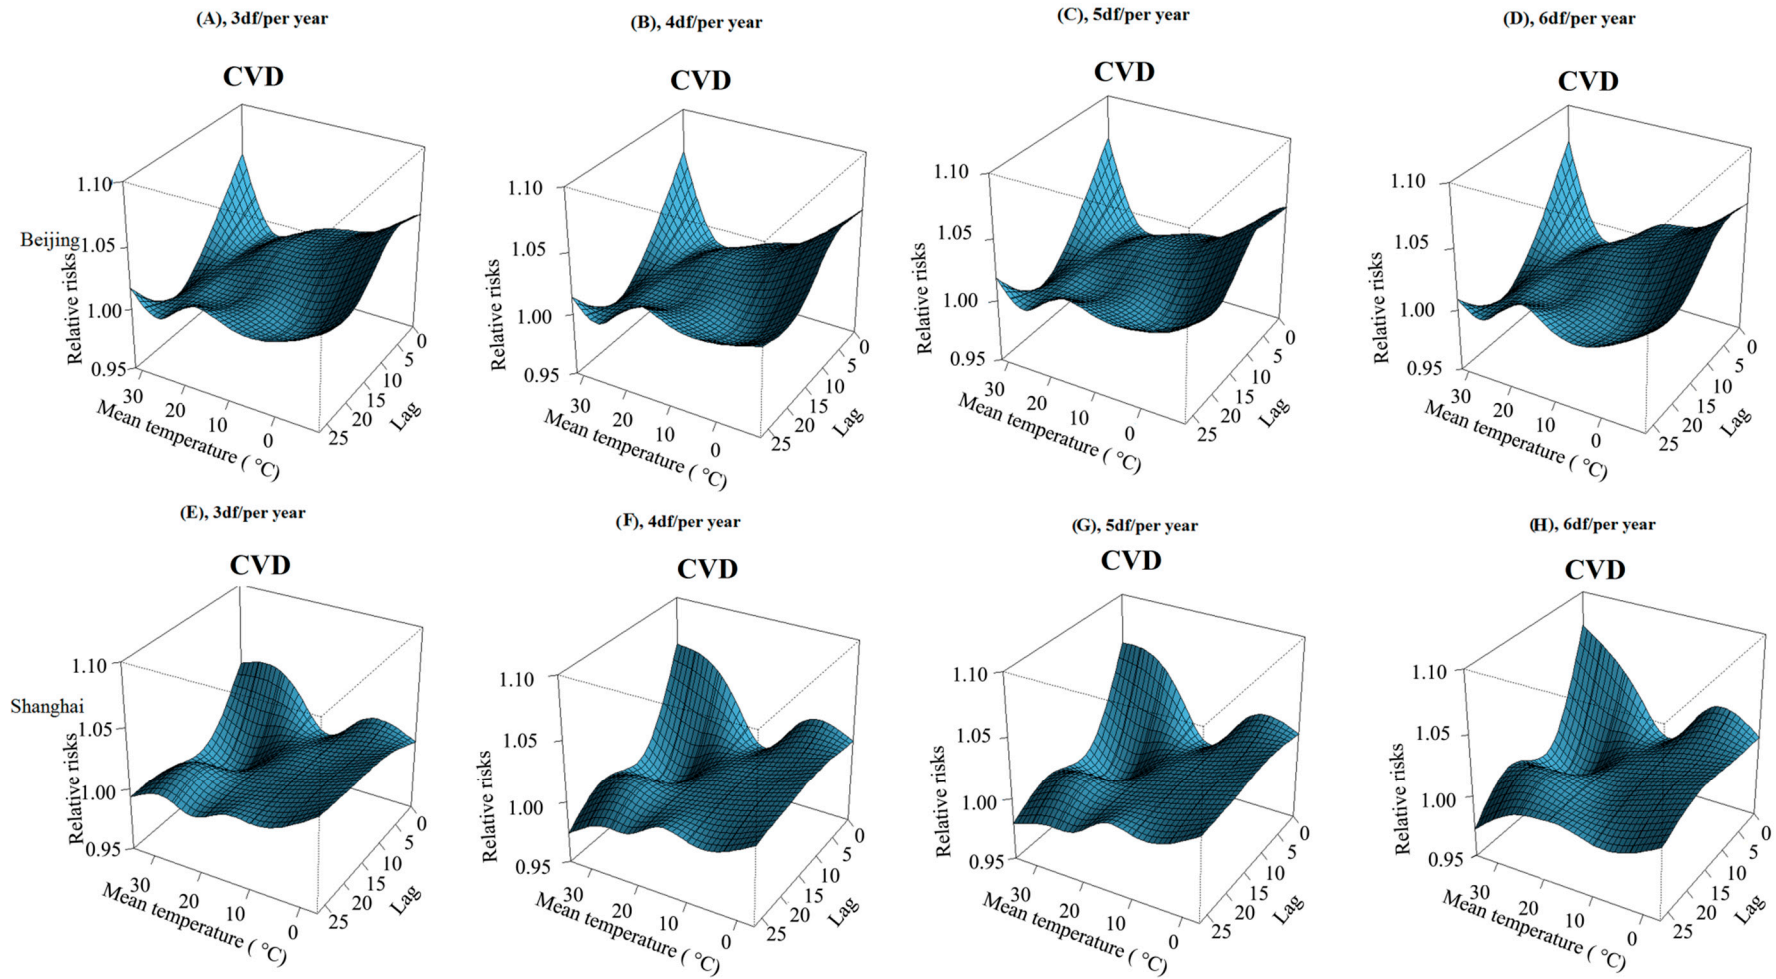 (A), 3df/per year
(B), 4df/per year
(C), 5df/per year
(D), 6df/per year
CVD
CVD
CVD
CVD
Beijing
Relative risks
1.10
1.05
1.00
0.95
30
20
10
0
Mean temperature ( °C)
0
5
10
15
20
25
Lag
Relative risks
1.10
1.05
1.00
0.95
30
20
10
0
Mean temperature ( °C)
0
5
10
15
20
25
Lag
Relative risks
1.10
1.05
1.00
0.95
30
20
10
0
Mean temperature ( °C)
0
5
10
15
20
25
Lag
Relative risks
1.10
1.05
1.00
0.95
30
20
10
0
Mean temperature ( °C)
0
5
10
15
20
25
Lag
(E), 3df/per year
(F), 4df/per year
(G), 5df/per year
(H), 6df/per year
CVD
CVD
CVD
CVD
Shanghai
Relative risks
1.10
1.05
1.00
0.95
30
20
10
0
Mean temperature ( °C)
0
5
10
15
20
25
Lag
Relative risks
1.10
1.05
1.00
0.95
30
20
10
0
Mean temperature ( °C)
0
5
10
15
20
25
Lag
Relative risks
1.10
1.05
1.00
0.95
30
20
10
0
Mean temperature ( °C)
0
5
10
15
20
25
Lag
Relative risks
1.10
1.05
1.00
0.95
30
20
10
0
Mean temperature ( °C)
0
5
10
15
20
25
Lag